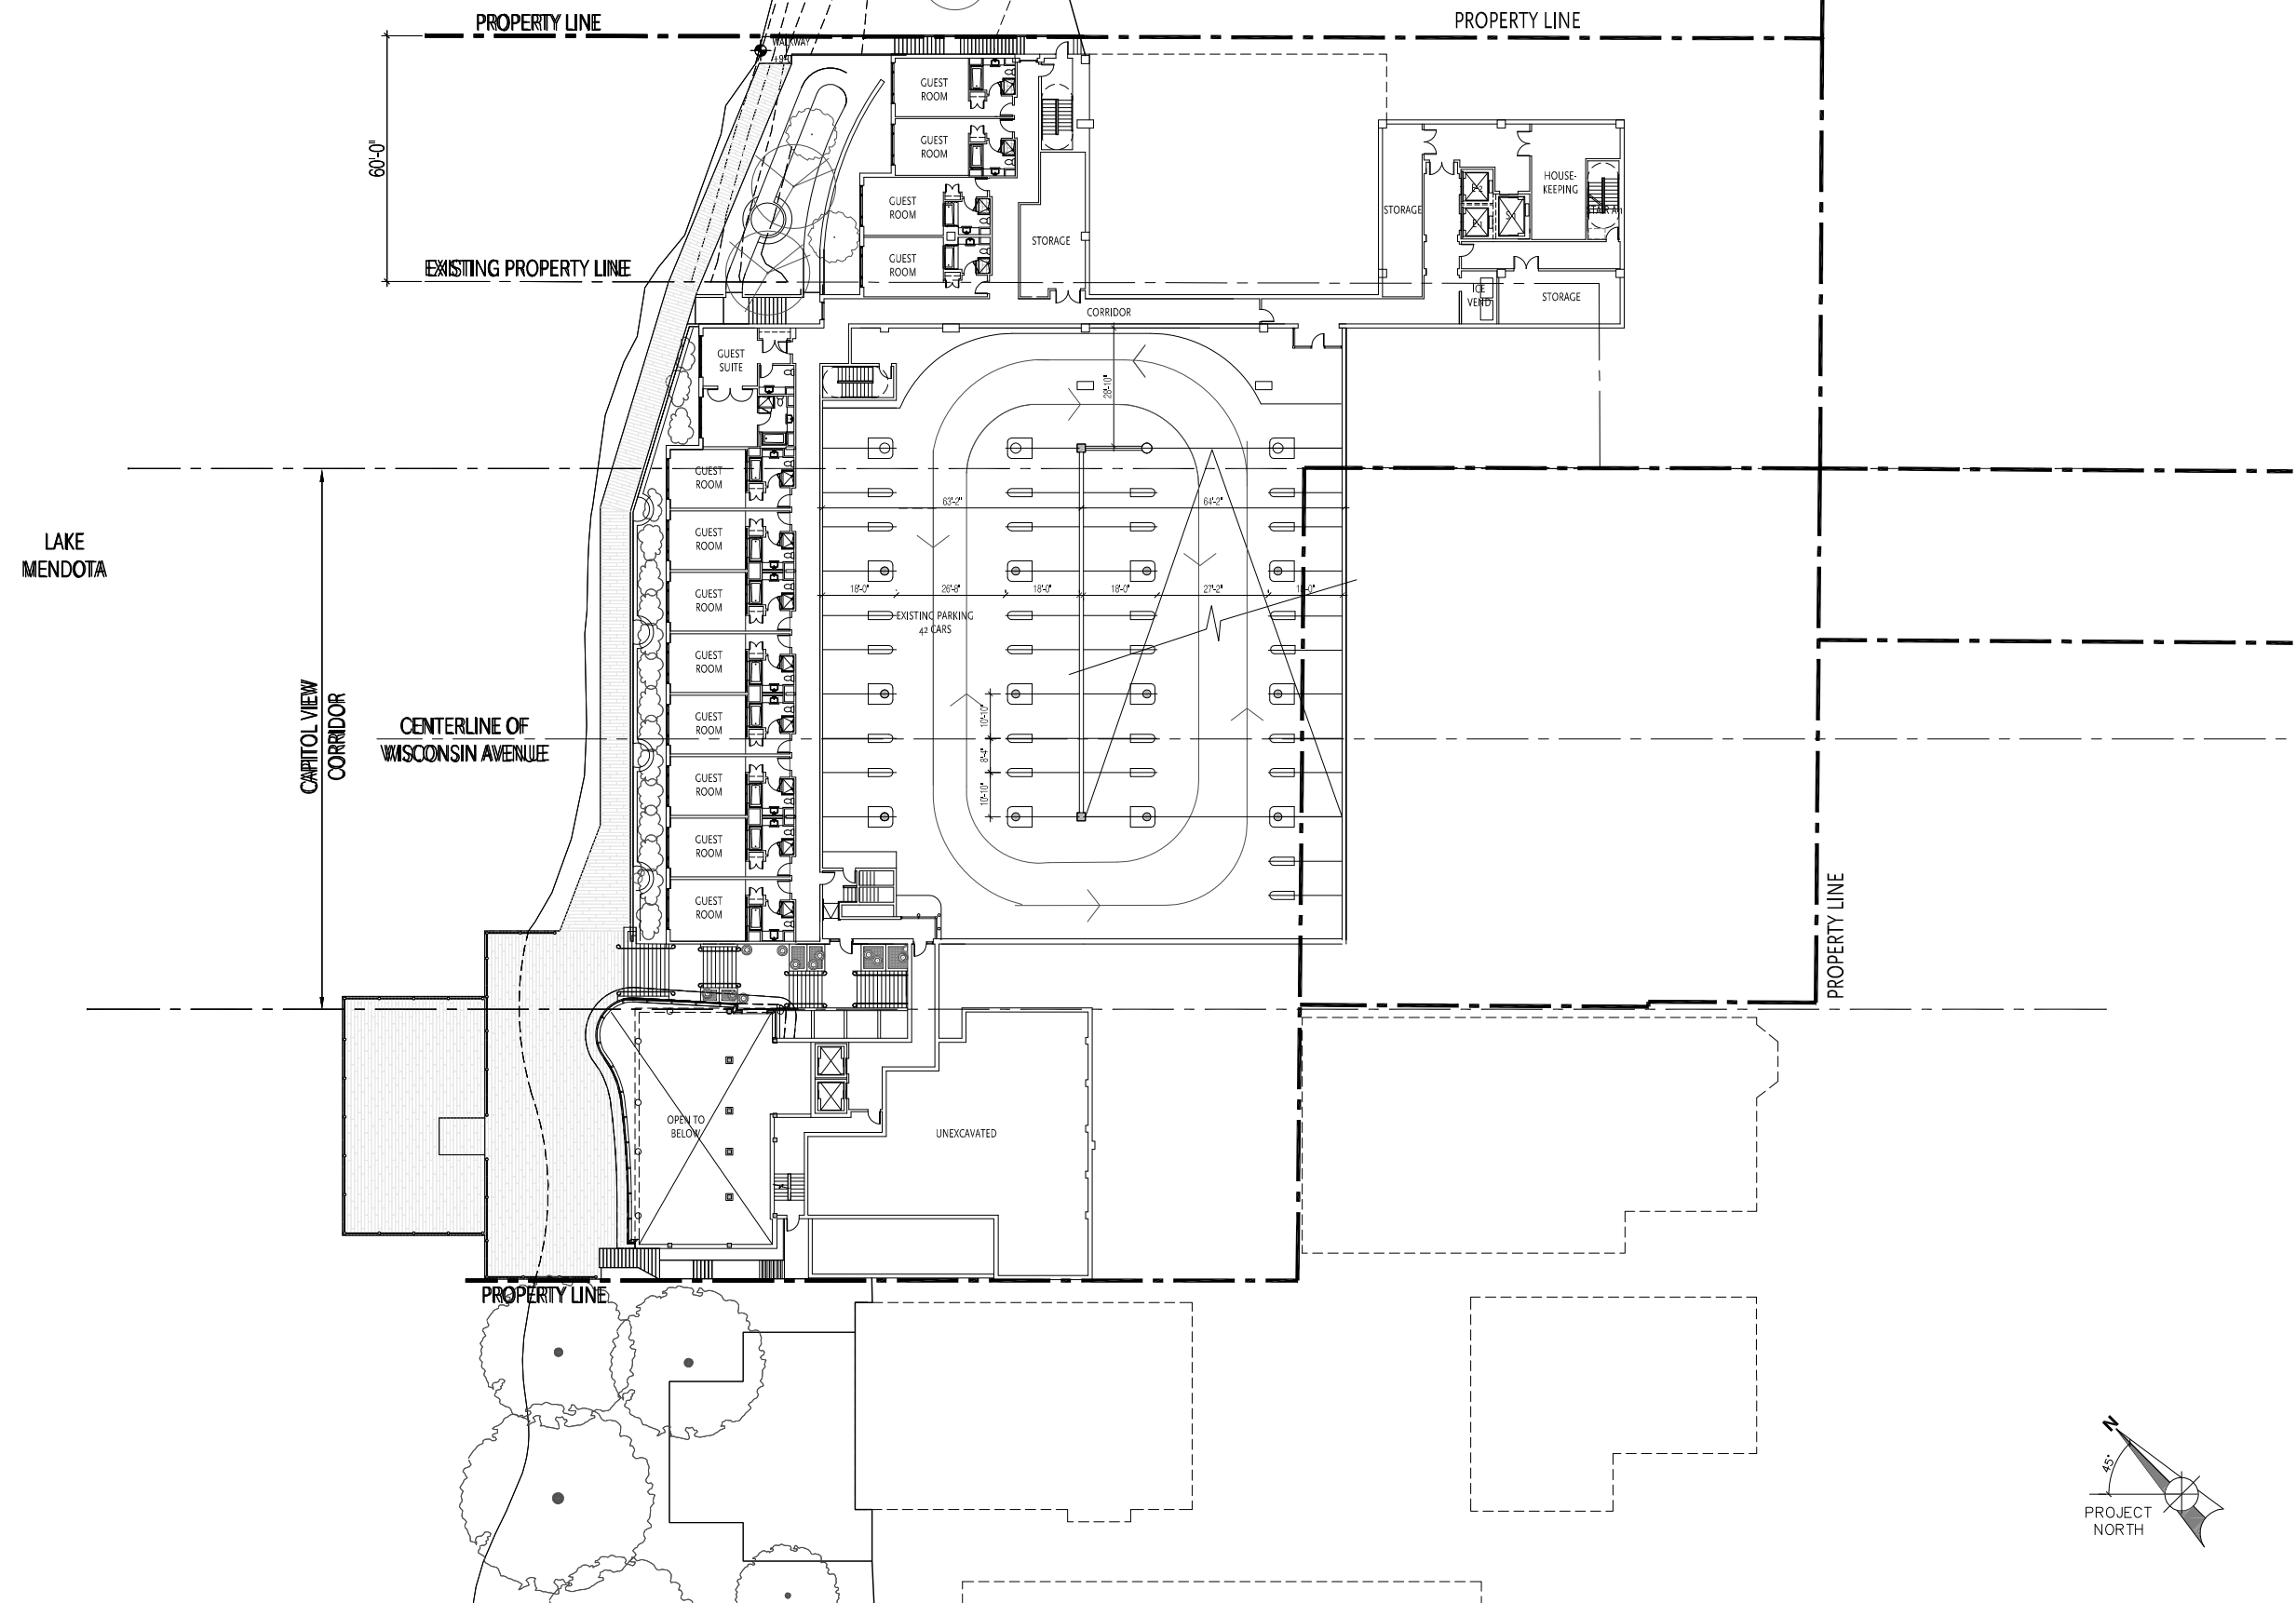 PROPERTY LINE
PROPERTY LINE
WALKWAY
GUEST
ROOM
GUEST
ROOM
60'-0"
HOUSE-
KEEPING
GUEST
ROOM
STORAGE
E-2
E-1
S-1
STORAGE
GUEST
ROOM
EXISTING PROPERTY LINE
ICE
VEND
STORAGE
CORRIDOR
GUEST
SUITE
28'-10"
GUEST
ROOM
63'-2"
64'-2"
LAKE
MENDOTA
GUEST
ROOM
18'-0"
26'-8"
18'-0"
18'-0"
27'-2"
GUEST
ROOM
EXISTING PARKING
42 CARS
GUEST
ROOM
CAPITOL VIEW
CORRIDOR
CENTERLINE OF
WISCONSIN AVENUE
GUEST
ROOM
10'-10"
8'-4"
10'-10"
GUEST
ROOM
GUEST
ROOM
GUEST
ROOM
PROPERTY LINE
OPEN TO
BELOW
UNEXCAVATED
PROPERTY LINE
N
45°
PROJECT
NORTH